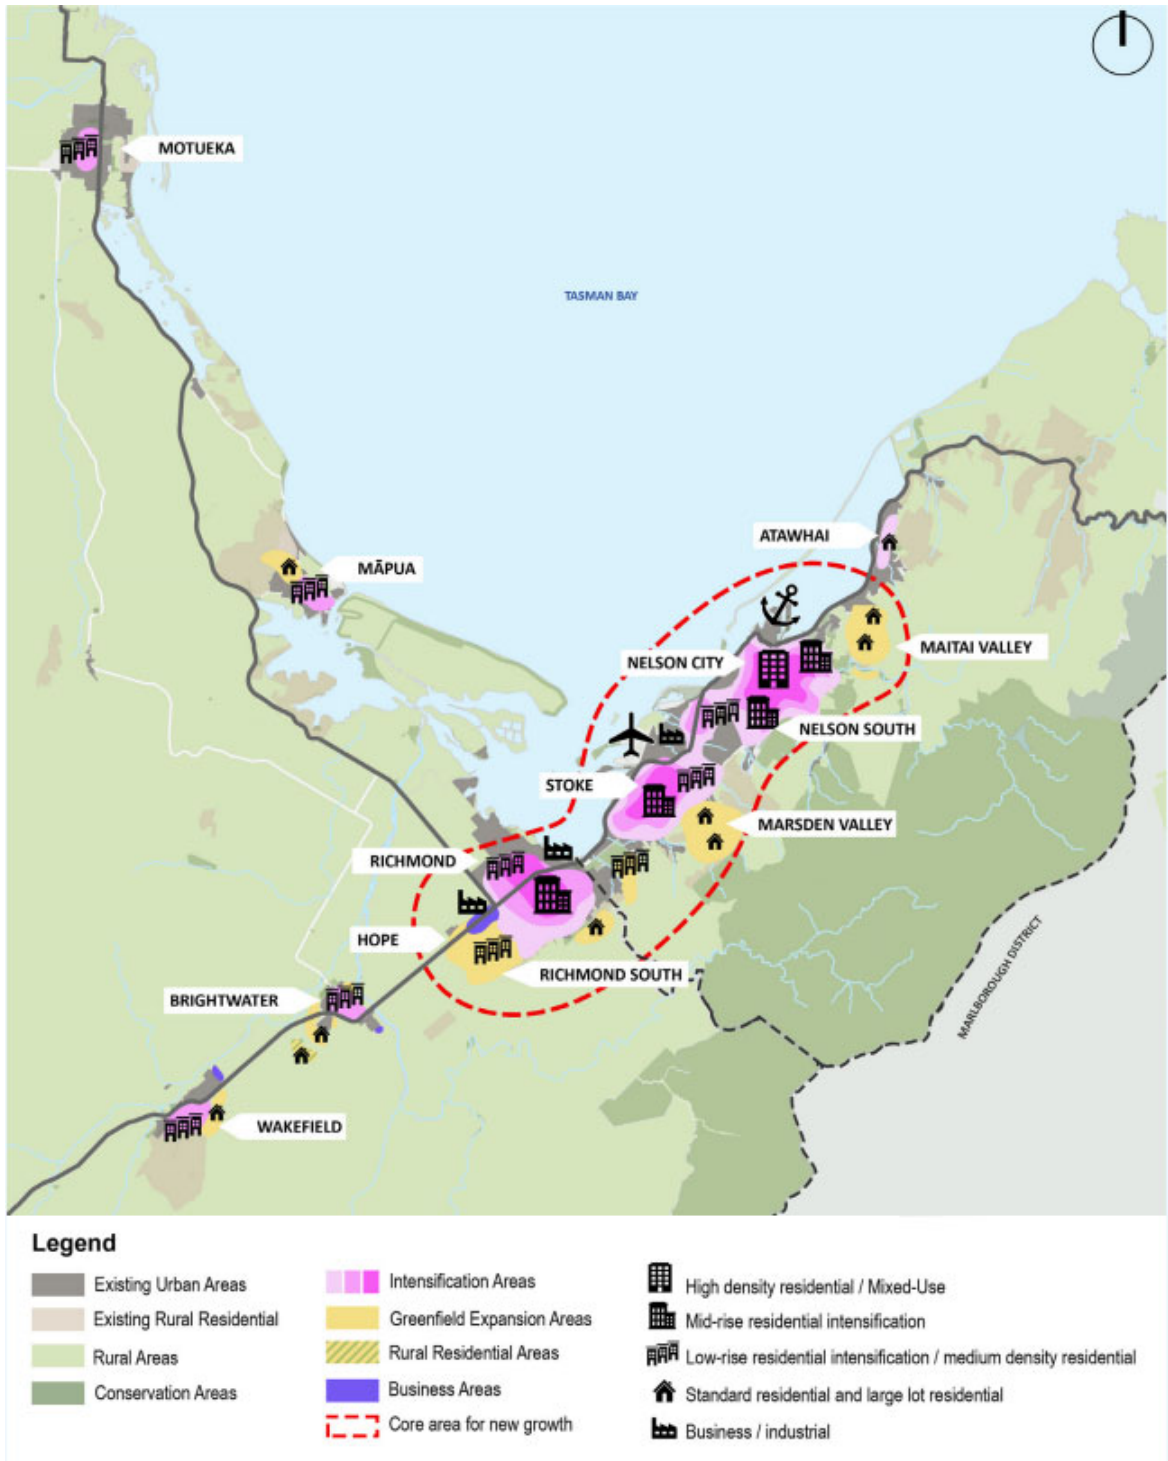 MOTUEKA
TASMAN BAY
ATAWHAI
MĀPUA
MAITAI VALLEY
NELSON CITY
NELSON SOUTH
STOKE
MARSDEN VALLEY
RICHMOND
HOPE
RICHMOND SOUTH
MARLBOROUGH DISTRICT
BRIGHTWATER
WAKEFIELD
Legend
Existing Urban Areas
Existing Rural Residential
Rural Areas
Conservation Areas
Intensification Areas
Greenfield Expansion Areas
Rural Residential Areas
Business Areas
Core area for new growth
High density residential / Mixed-Use
Mid-rise residential intensification
Low-rise residential intensification / medium density residential
Standard residential and large lot residential
Business / industrial